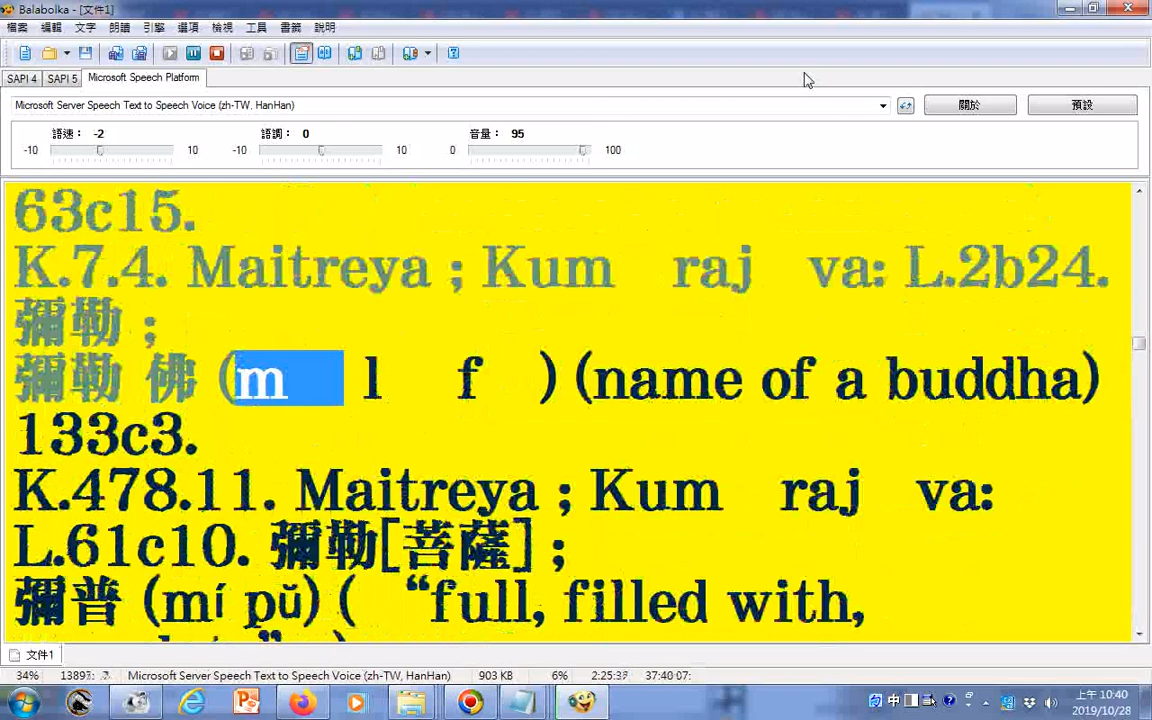 Balabolka - [文件1]
檔案 編輯 文字 朗讀 引擎 選項 檢視 工具 書籤 說明
SAPI 4 SAPI 5 Microsoft Speech Platform
Microsoft Server Speech Text to Speech Voice (zh-TW, HanHan) 關於 預設
語速： -2 語調： 0 音量： 95
-10 10 -10 10 0 100
63c15.
K.7.4. Maitreya ; Kum raj va: L.2b24.
彌勒 ;
彌勒 佛 (m l f ) (name of a buddha)
133c3.
K.478.11. Maitreya ; Kum raj va:
L.61c10. 彌勒[菩薩] ;
彌普 (mí pŭ) ( “full, filled with,
文件1
34% Microsoft Server Speech Text to Speech Voice (zh-TW, HanHan) 903 KB 6% 37:40:07:
中 上午 10:40
2019/10/28